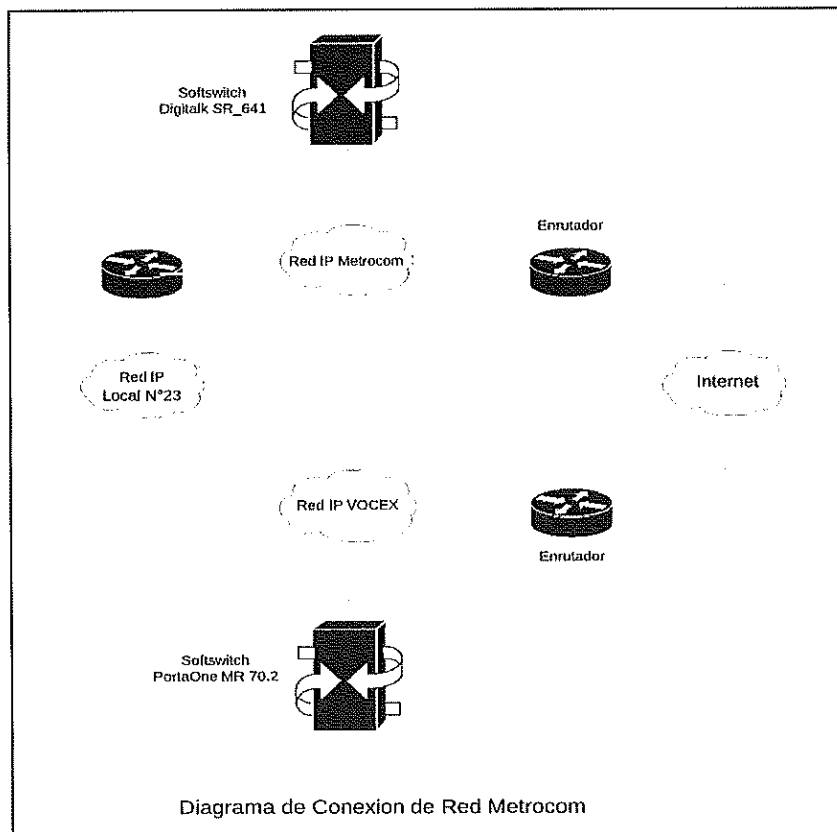 Softswitch
Digitalk SR_641
Red IP Metrocom
Enrutador
Red IP
Local N°23
Internet
Red IP VOCEX
Enrutador
Softswitch
PortaOne MR 70.2
Diagrama de Conexion de Red Metrocom